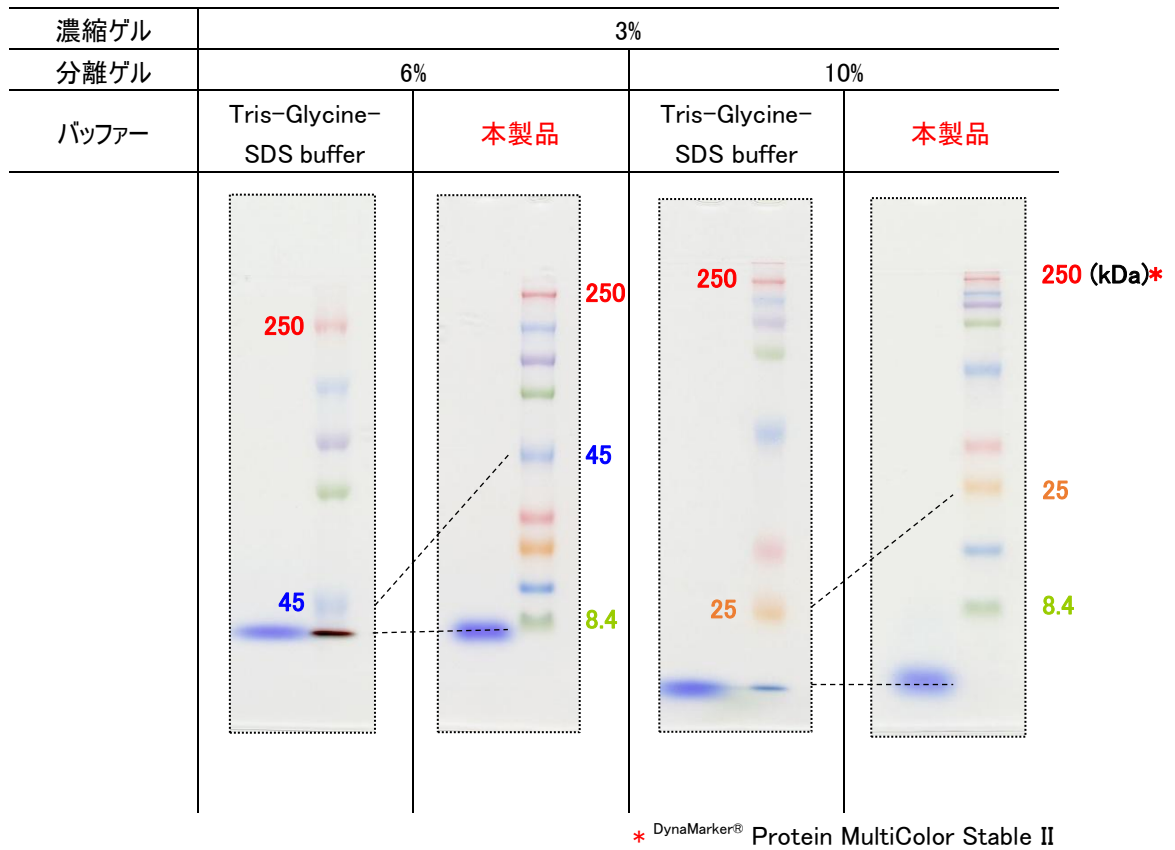 濃縮ゲル 3%
分離ゲル 6% 10%
バッファー
Tris-Glycine-
SDS buffer
本製品
Tris-Glycine-
SDS buffer
本製品
250
45
250
45
8.4
250
25
250 (kDa)*
25
8.4
* DynaMarker® Protein MultiColor Stable II